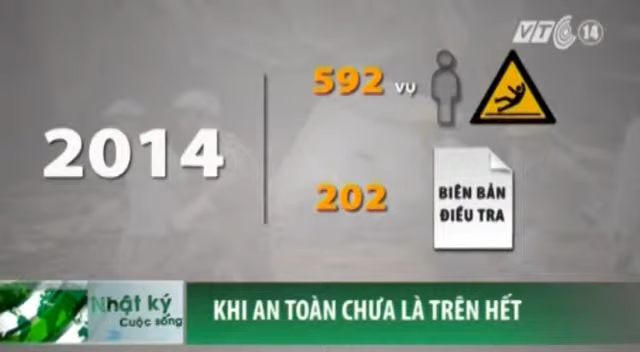 VTC 14
592 vụ
2014
202
BIÊN BẢN
ĐIỀU TRA
Nhật ký
Cuộc sống
KHI AN TOÀN CHƯA LÀ TRÊN HẾT